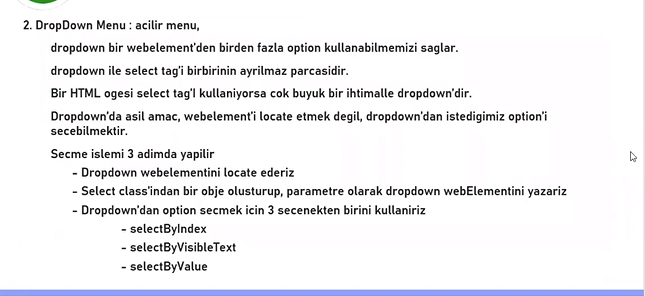 2. DropDown Menu : acilir menu,
dropdown bir webelement'den birden fazla option kullanabilmemizi saglar.
dropdown ile select tag'i birbirinin ayrilmaz parcasidir.
Bir HTML ogesi select tag'I kullaniyorsa cok buyuk bir ihtimalle dropdown'dir.
Dropdown'da asil amac, webelement'i locate etmek degil, dropdown'dan istedigimiz option'i
secebilmektir.
Secme islemi 3 adimda yapilir
- Dropdown webelementini locate ederiz
- Select class'indan bir obje olusturup, parametre olarak dropdown webElementini yazariz
- Dropdown'dan option secmek icin 3 secenekten birini kullaniriz
- selectByIndex
- selectByVisibleText
- selectByValue